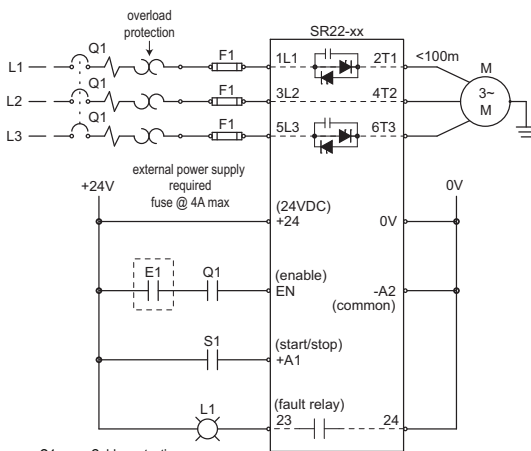 overload
protection
SR22-xx
Q1
L1
F1
1L1
2T1
<100m
M
Q1
L2
F1
3L2
4T2
3~
M
Q1
L3
F1
5L3
6T3
external power supply
required
fuse @ 4A max
+24V
0V
(24VDC)
+24
0V
E1
Q1
(enable)
EN
-A2
(common)
S1
(start/stop)
+A1
L1
(fault relay)
23
24